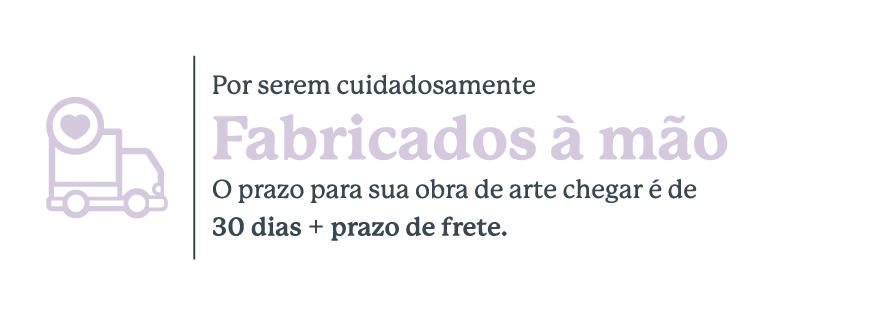 Por serem cuidadosamente
Fabricados à mão
O prazo para sua obra de arte chegar é de
30 dias + prazo de frete.